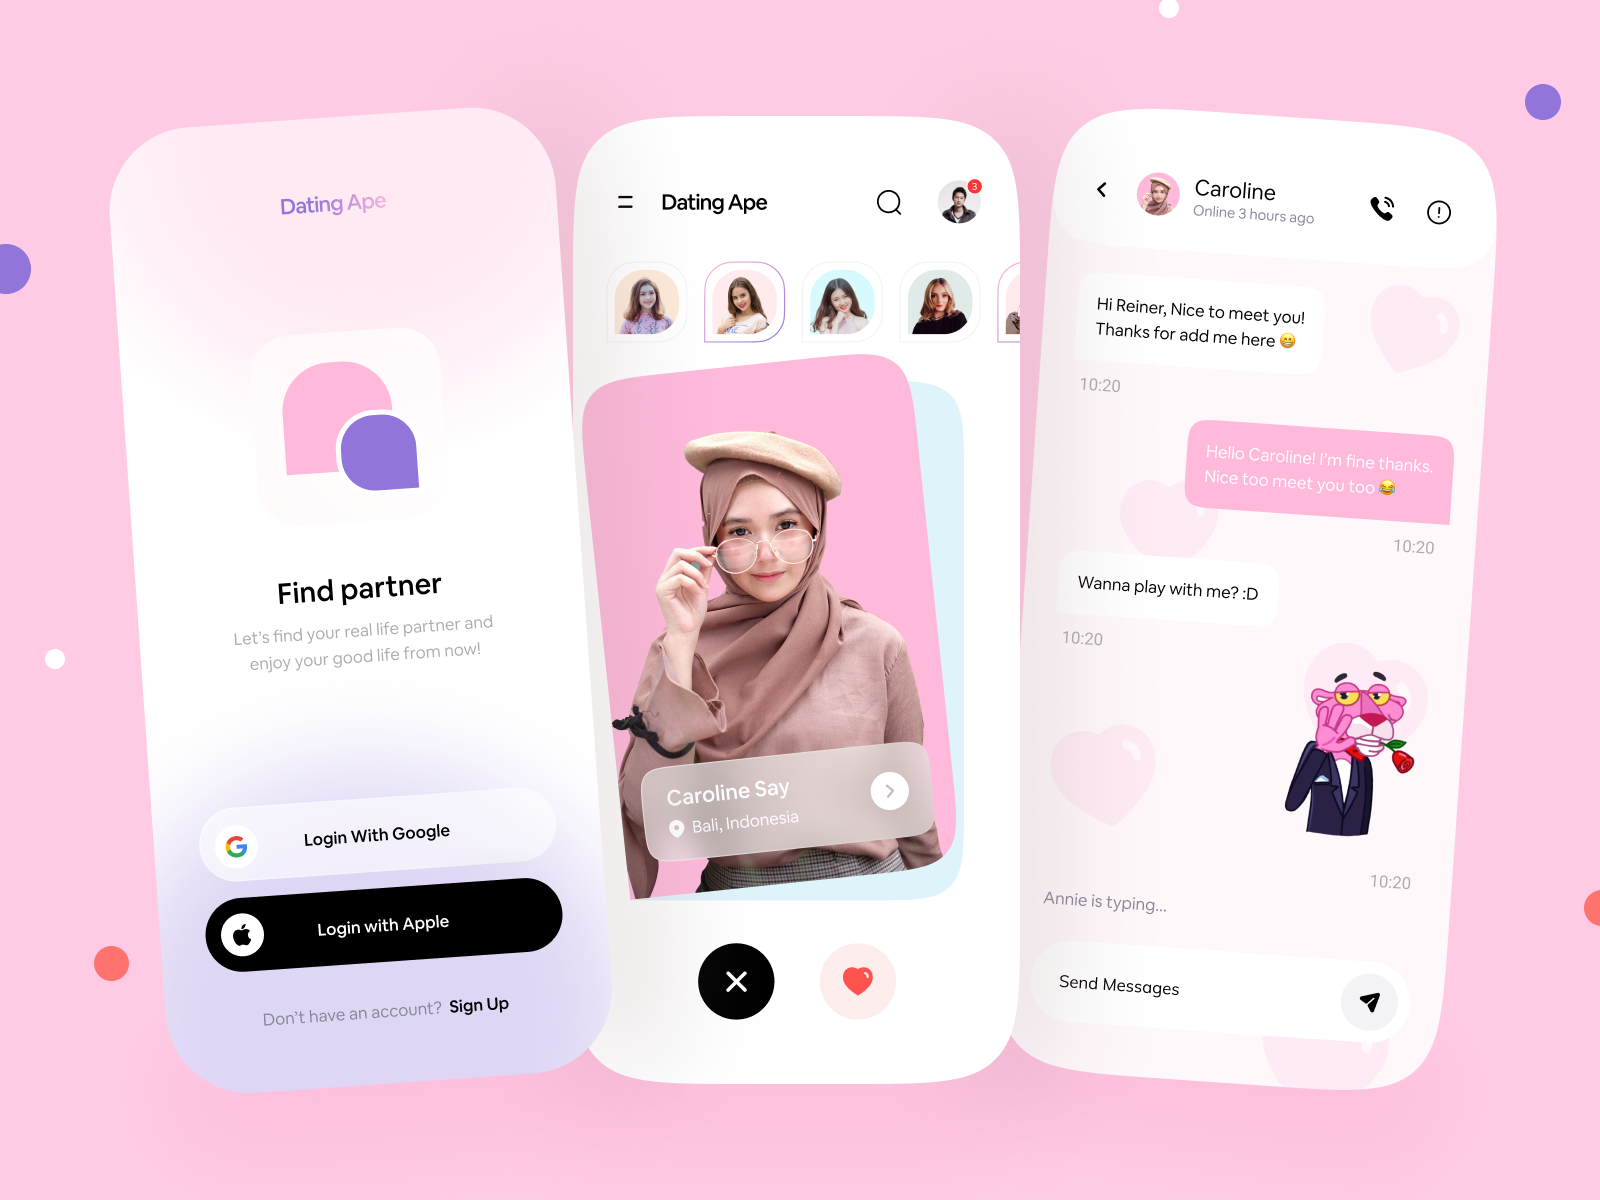 Dating Ape
Find partner
Let's find your real life partner and
enjoy your good life from now!
Login With Google
Login with Apple
Don't have an account? Sign Up
Dating Ape
3
Caroline Say
Bali, Indonesia
Caroline
Online 3 hours ago
Hi Reiner, Nice to meet you!
Thanks for add me here 😁
10:20
Hello Caroline! I'm fine thanks.
Nice too meet you too 😂
10:20
Wanna play with me? :D
10:20
10:20
Annie is typing...
Send Messages